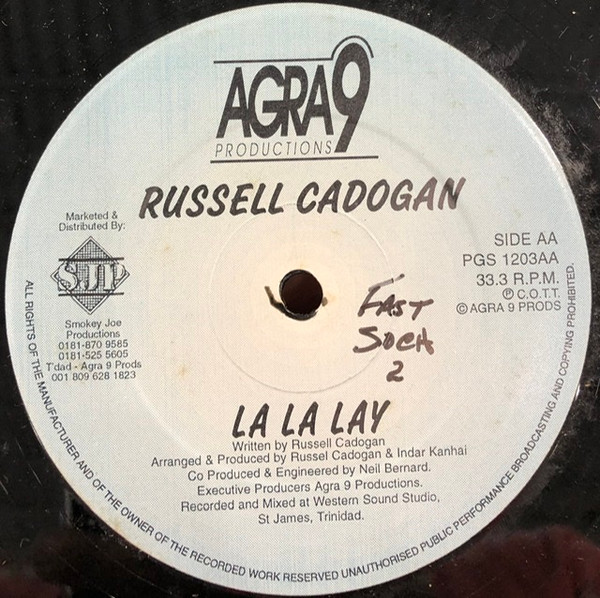 AGRA 9
PRODUCTIONS
RUSSELL CADOGAN
Marketed &
Distributed By:
SJP
Smokey Joe
Productions
0181-870 9585
0181-525 5605
T'dad - Agra 9 Prods
001 809 628 1823
SIDE AA
PGS 1203AA
33.3 R.P.M.
Ⓟ C.O.T.T.
© AGRA 9 PRODS
FAST
SOCA
2
LA LA LAY
Written by Russell Cadogan
Arranged & Produced by Russel Cadogan & Indar Kanhai
Co Produced & Engineered by Neil Bernard.
Executive Producers Agra 9 Productions.
Recorded and Mixed at Western Sound Studio,
St James, Trinidad.
ALL RIGHTS OF THE MANUFACTURER AND OF THE OWNER OF THE RECORDED WORK RESERVED UNAUTHORISED PUBLIC PERFORMANCE BROADCASTING AND COPYING PROHIBITED.